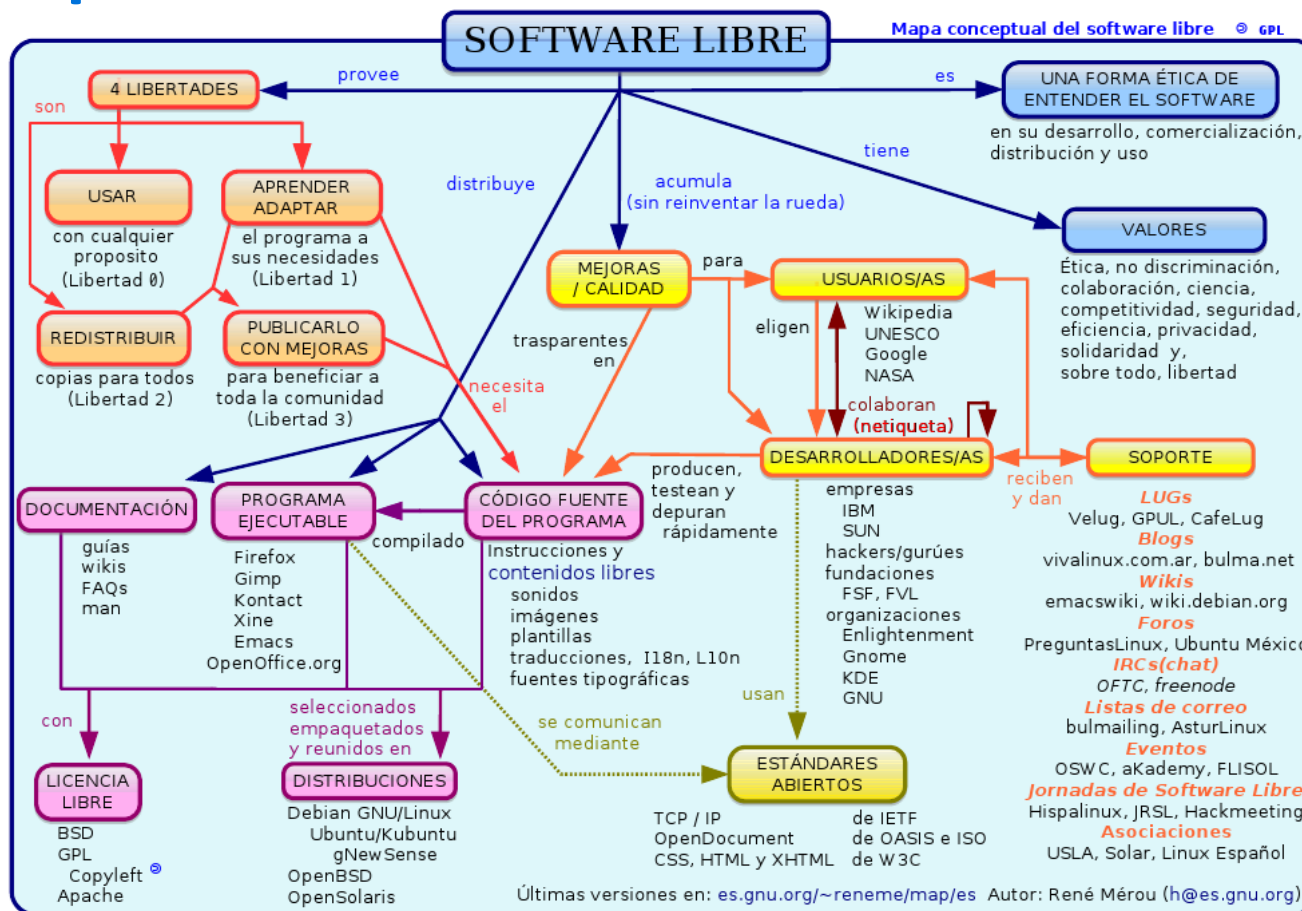 SOFTWARE LIBRE
Mapa conceptual del software libre GPL
provee
es
4 LIBERTADES
UNA FORMA ÉTICA DE
ENTENDER EL SOFTWARE
en su desarrollo, comercialización,
distribución y uso
son
tiene
USAR
con cualquier
proposito
(Libertad 0)
APRENDER
ADAPTAR
el programa a
sus necesidades
(Libertad 1)
distribuye
acumula
(sin reinventar la rueda)
VALORES
Ética, no discriminación,
colaboración, ciencia,
competitividad, seguridad,
eficiencia, privacidad,
solidaridad y,
sobre todo, libertad
REDISTRIBUIR
copias para todos
(Libertad 2)
PUBLICARLO
CON MEJORAS
para beneficiar a
toda la comunidad
(Libertad 3)
necesita
el
MEJORAS
/ CALIDAD
para
trasparentes
en
USUARIOS/AS
Wikipedia
UNESCO
Google
NASA
eligen
colaboran
(netiqueta)
DESARROLLADORES/AS
empresas
IBM
SUN
hackers/gurúes
fundaciones
FSF, FVL
organizaciones
Enlightenment
Gnome
KDE
GNU
producen,
testean y
depuran
rápidamente
reciben
y dan
SOPORTE
LUGs
Velug, GPUL, CafeLug
Blogs
vivalinux.com.ar, bulma.net
Wikis
emacswiki, wiki.debian.org
Foros
PreguntasLinux, Ubuntu México
IRCs(chat)
OFTC, freenode
Listas de correo
bulmailing, AsturLinux
Eventos
OSWC, aKademy, FLISOL
Jornadas de Software Libre
Hispalinux, JRSL, Hackmeeting
Asociaciones
USLA, Solar, Linux Español
DOCUMENTACIÓN
guías
wikis
FAQs
man
PROGRAMA
EJECUTABLE
Firefox
Gimp
Kontact
Xine
Emacs
OpenOffice.org
compilado
CÓDIGO FUENTE
DEL PROGRAMA
Instrucciones y
contenidos libres
sonidos
imágenes
plantillas
traducciones, I18n, L10n
fuentes tipográficas
con
seleccionados
empaquetados
y reunidos en
se comunican
mediante
usan
LICENCIA
LIBRE
BSD
GPL
Copyleft
Apache
DISTRIBUCIONES
Debian GNU/Linux
Ubuntu/Kubuntu
gNewSense
OpenBSD
OpenSolaris
ESTÁNDARES
ABIERTOS
TCP / IP de IETF
OpenDocument de OASIS e ISO
CSS, HTML y XHTML de W3C
Últimas versiones en: es.gnu.org/~reneme/map/es Autor: René Mérou (h@es.gnu.org)